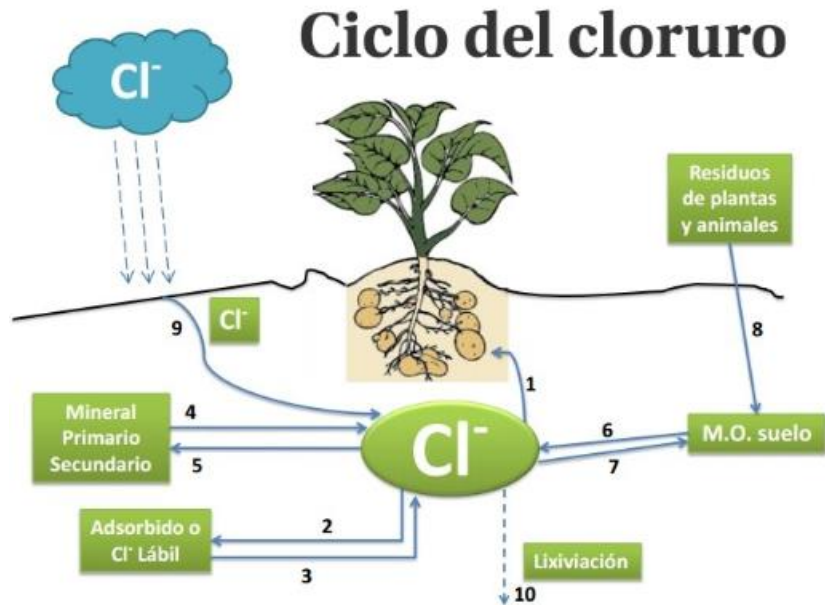 Ciclo del cloruro
Cl⁻
Residuos
de plantas
y animales
9
Cl⁻
8
1
Mineral
Primario
Secundario
4
5
Cl⁻
6
7
M.O. suelo
Adsorbido o
Cl⁻ Lábil
2
3
Lixiviación
10